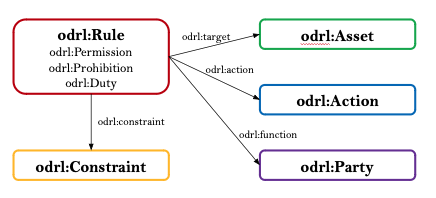 odrl:Rule
odrl:Permission
odrl:Prohibition
odrl:Duty
odrl:target
odrl:Asset
odrl:action
odrl:Action
odrl:constraint
odrl:function
odrl:Constraint
odrl:Party